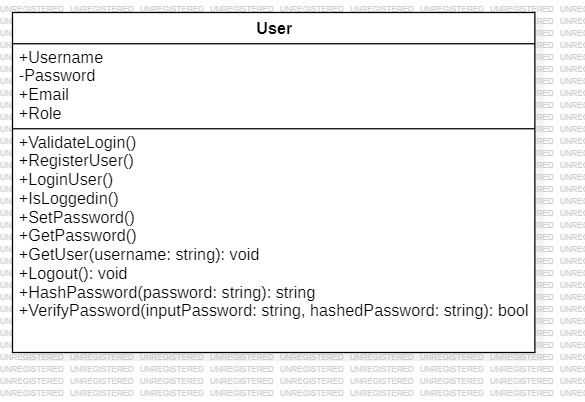 User
+Username
-Password
+Email
+Role
+ValidateLogin()
+RegisterUser()
+LoginUser()
+IsLoggedin()
+SetPassword()
+GetPassword()
+GetUser(username: string): void
+Logout(): void
+HashPassword(password: string): string
+VerifyPassword(inputPassword: string, hashedPassword: string): bool
UNREGISTERED UNREGISTERED UNREGISTERED UNREGISTERED UNREGISTERED UNREGISTERED UNREGISTERED UNREGISTERED